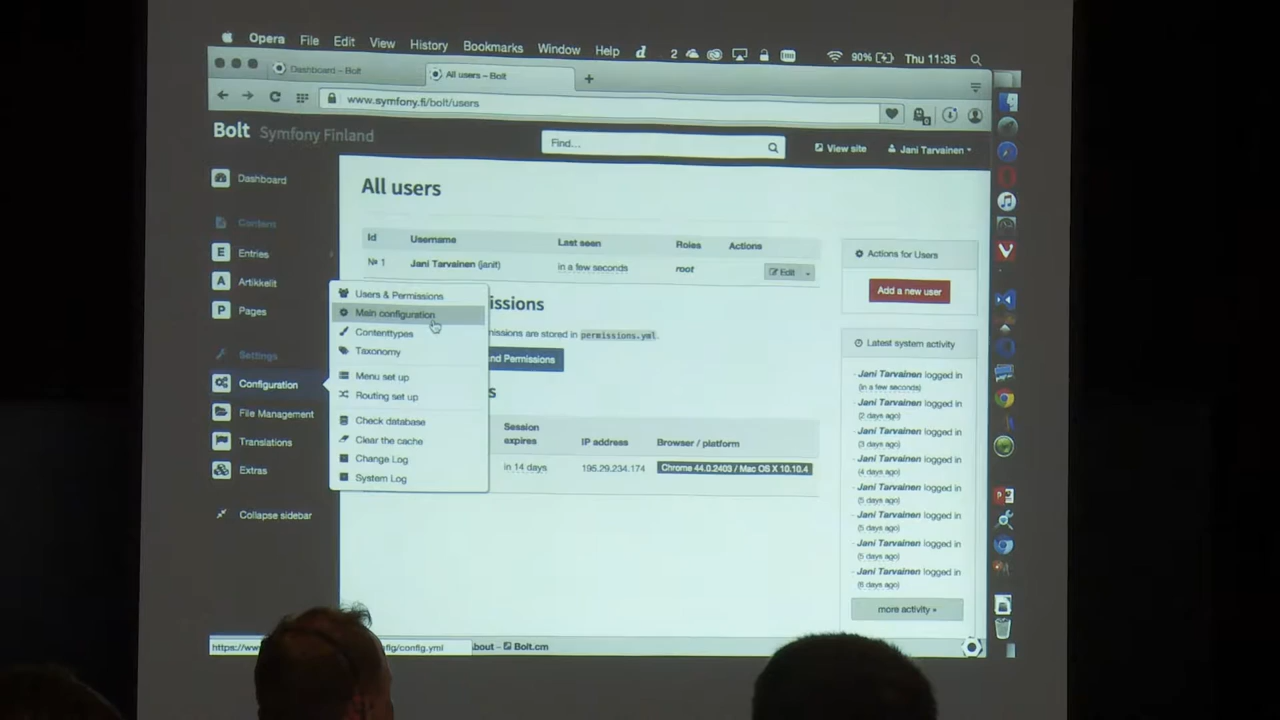 Opera File Edit View History Bookmarks Window Help 2 90% Thu 11:35
Dashboard – Bolt
All users – Bolt
www.symfony.fi/bolt/users
Bolt Symfony Finland
Find...
View site
Jani Tarvainen
Dashboard
Content
E Entries
A Artikkelit
P Pages
Settings
Configuration
File Management
Translations
Extras
Collapse sidebar
Users & Permissions
Main configuration
Contenttypes
Taxonomy
Menu set up
Routing set up
Check database
Clear the cache
Change Log
System Log
All users
Id Username Last seen Roles Actions
№ 1 Jani Tarvainen (janit) in a few seconds root Edit
issions
missions are stored in permissions.yml.
nd Permissions
s
Session expires IP address Browser / platform
in 14 days 195.29.234.174 Chrome 44.0.2403 / Mac OS X 10.10.4
Actions for Users
Add a new user
Latest system activity
- Jani Tarvainen logged in
(in a few seconds)
- Jani Tarvainen logged in
(2 days ago)
- Jani Tarvainen logged in
(3 days ago)
- Jani Tarvainen logged in
(4 days ago)
- Jani Tarvainen logged in
(5 days ago)
- Jani Tarvainen logged in
(5 days ago)
- Jani Tarvainen logged in
(5 days ago)
- Jani Tarvainen logged in
(6 days ago)
more activity »
https://ww
fig/config.yml
bout - Bolt.cm